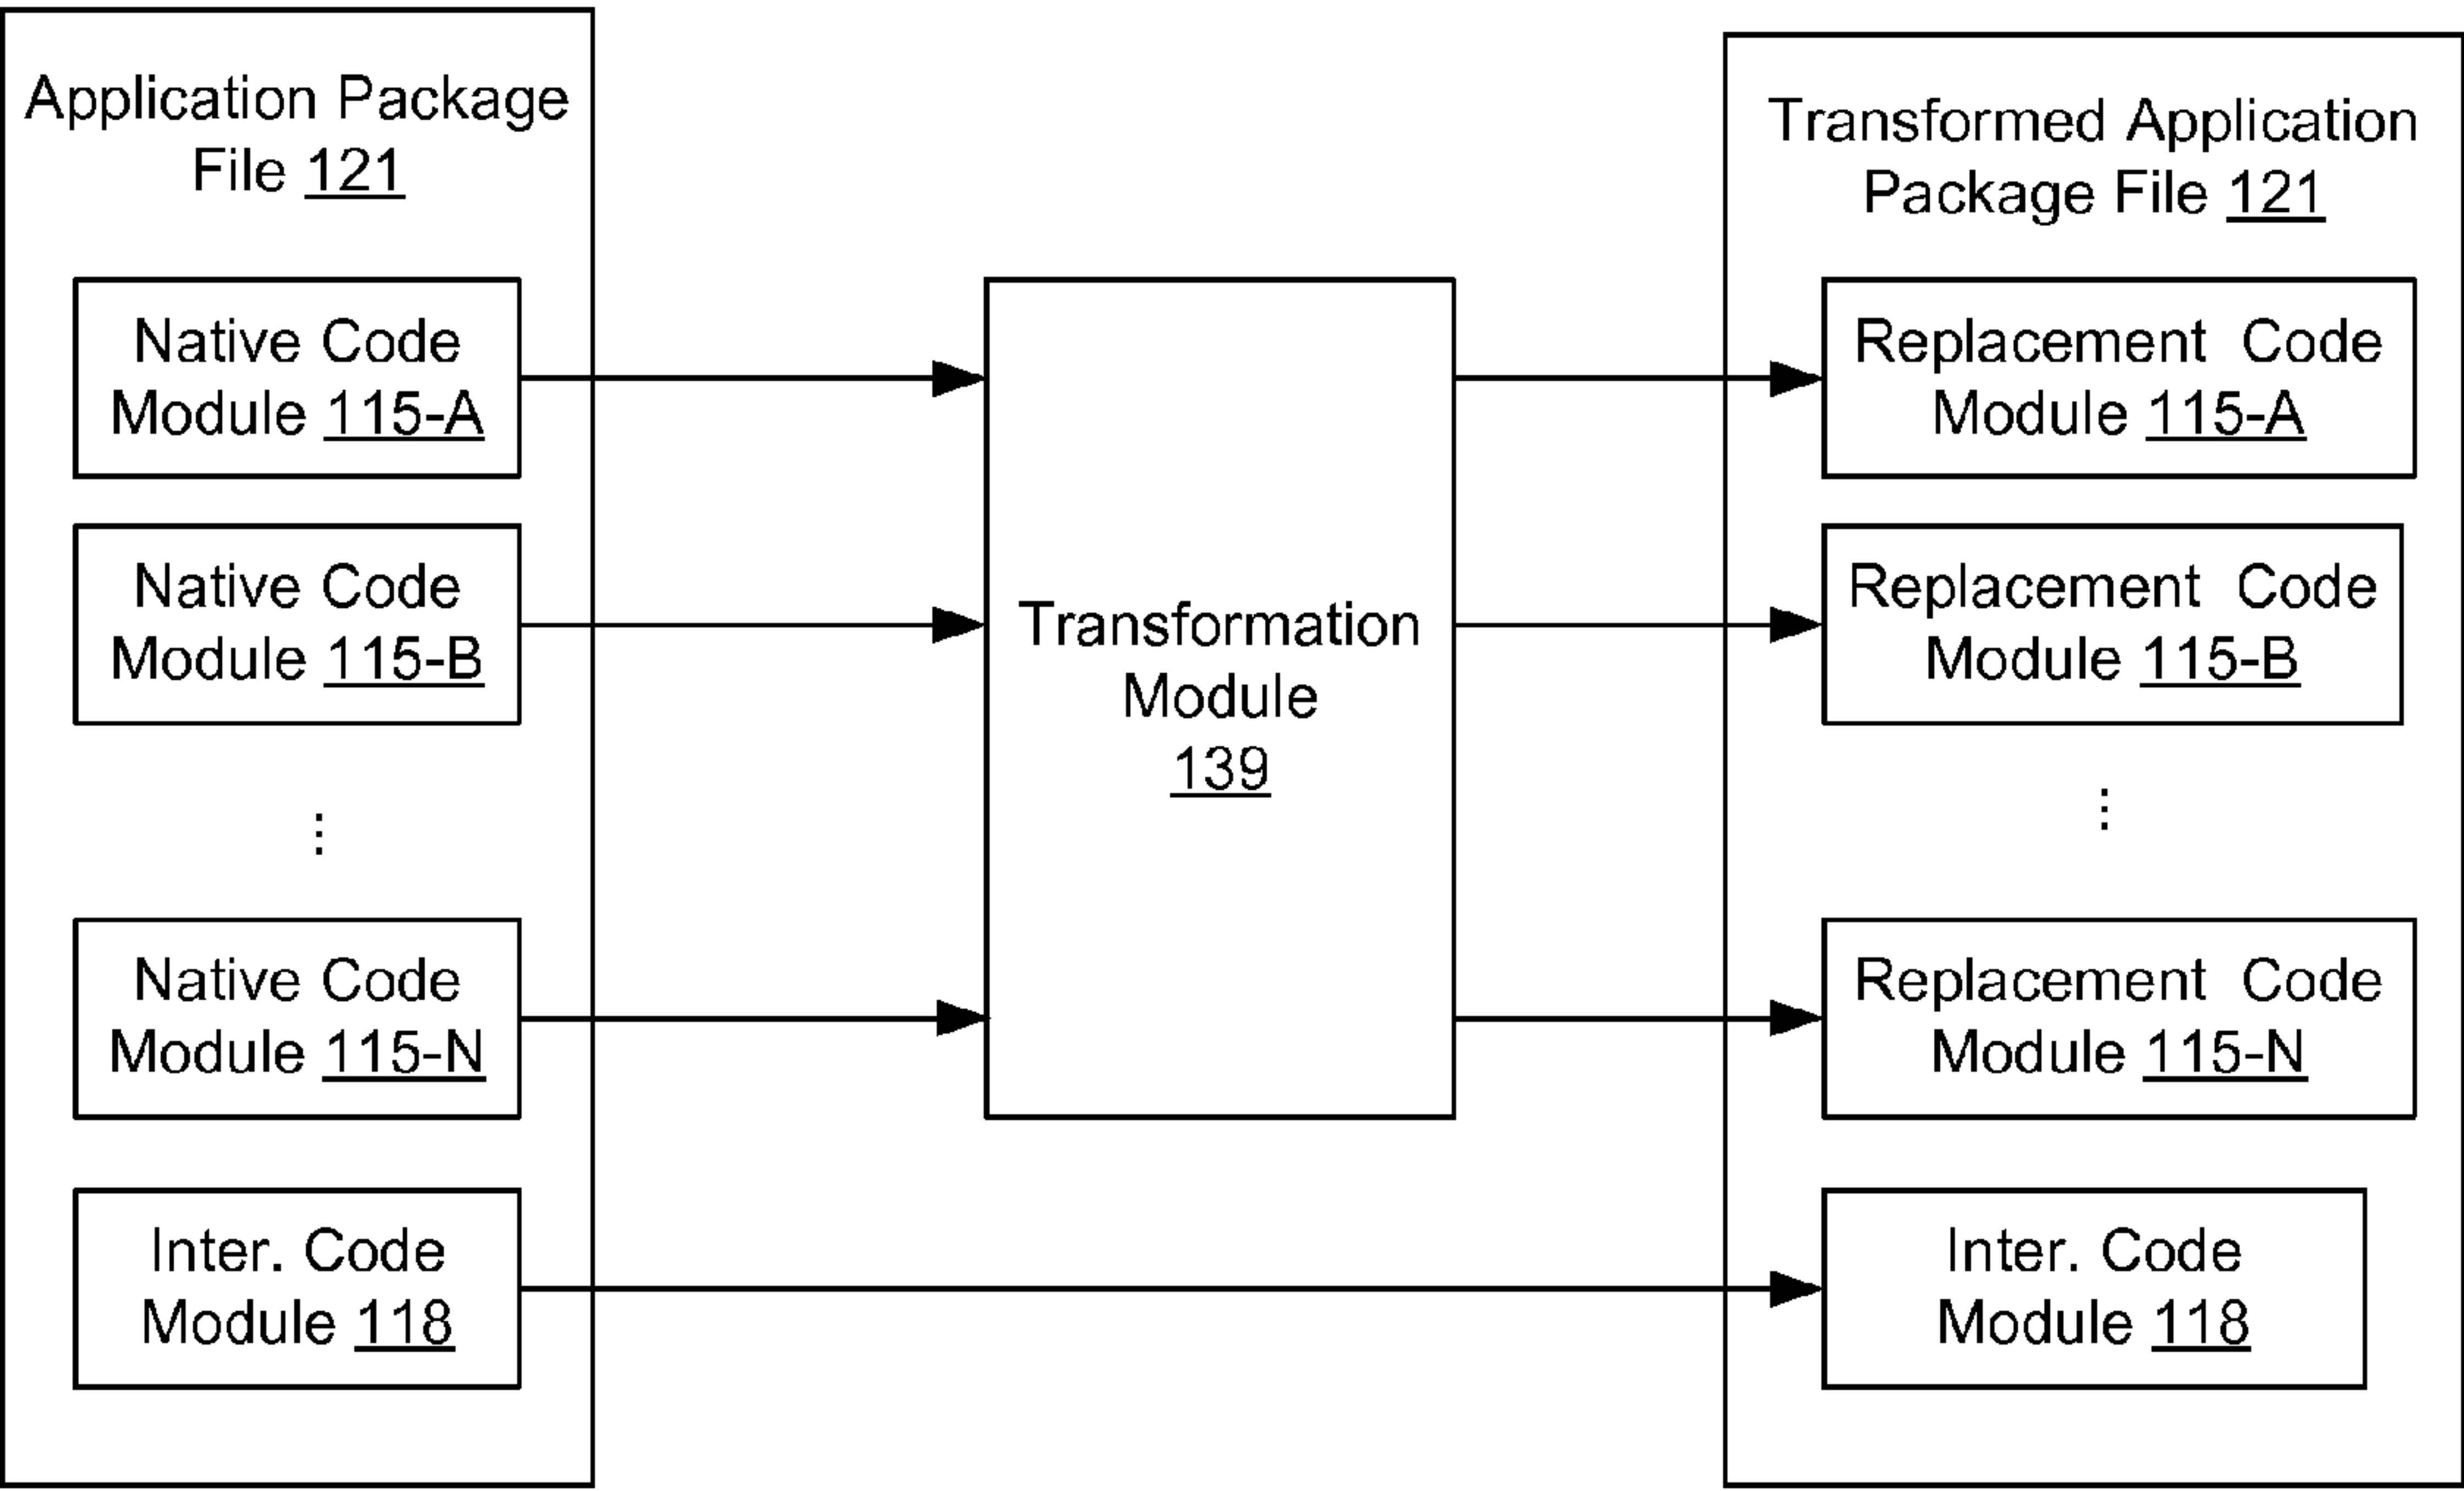 Application Package
File 121
Native Code
Module 115-A
Native Code
Module 115-B
⋮
Native Code
Module 115-N
Inter. Code
Module 118
Transformation
Module
139
Transformed Application
Package File 121
Replacement Code
Module 115-A
Replacement Code
Module 115-B
⋮
Replacement Code
Module 115-N
Inter. Code
Module 118